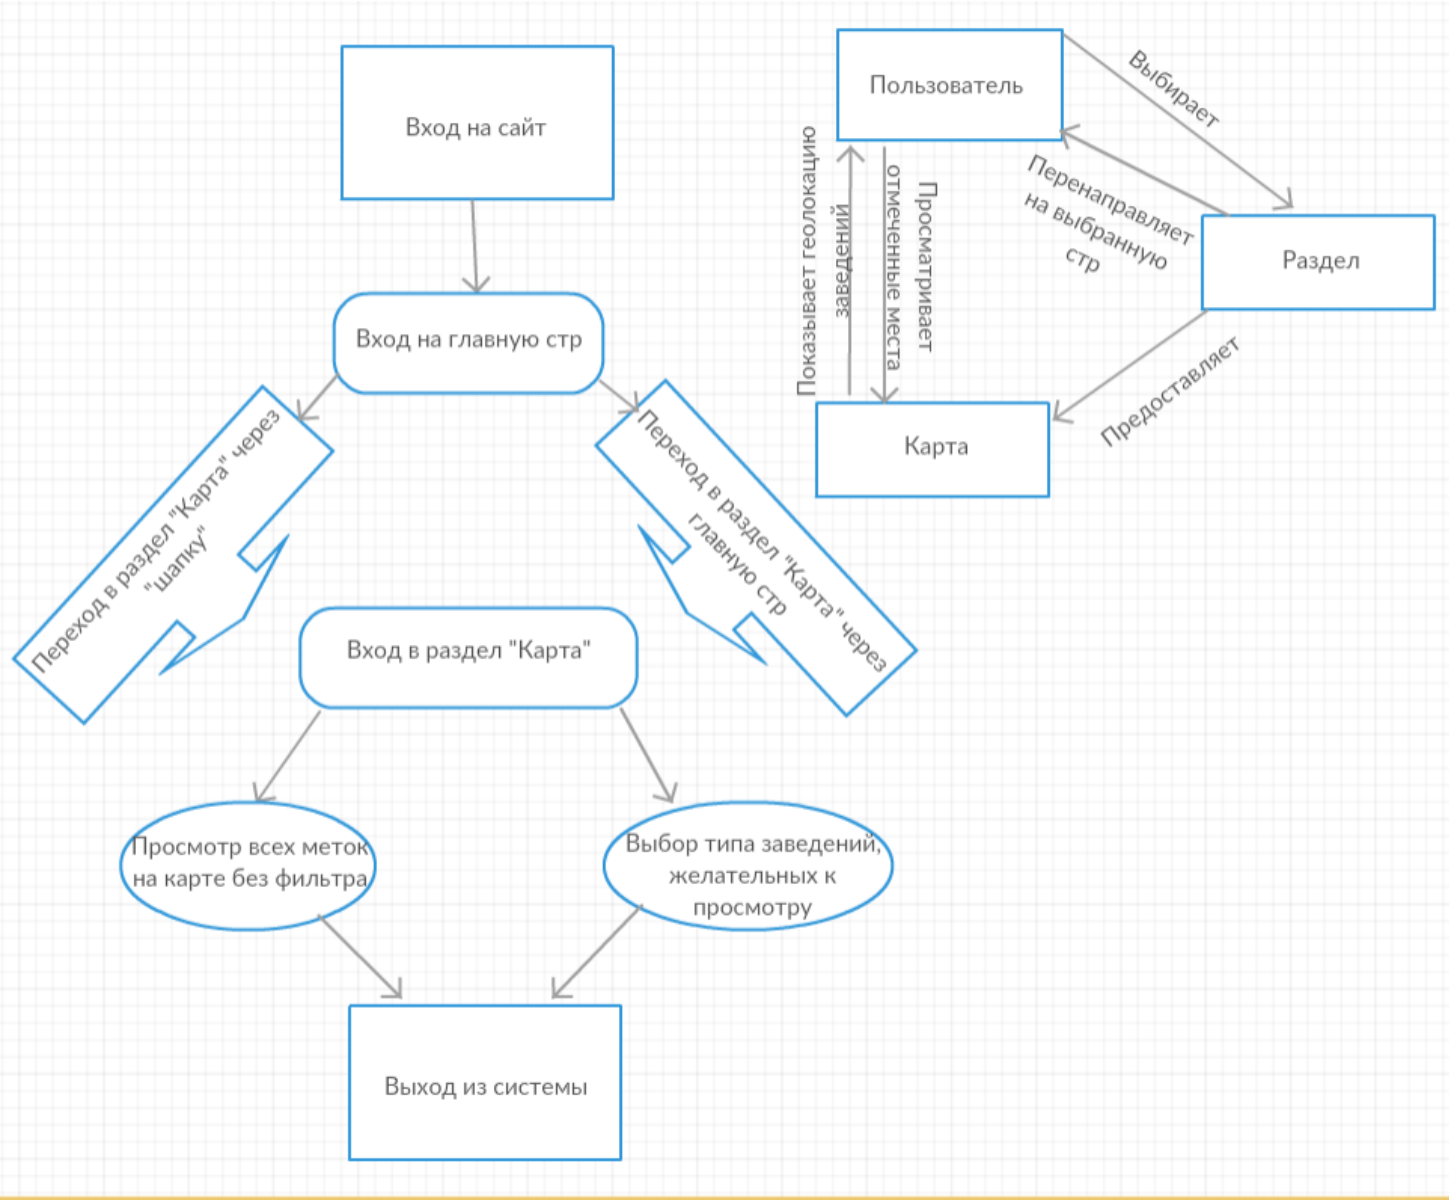 Вход на сайт
Вход на главную стр
Переход в раздел "Карта" через
"шапку"
Переход в раздел "Карта" через
главную стр
Вход в раздел "Карта"
Просмотр всех меток
на карте без фильтра
Выбор типа заведений,
желательных к
просмотру
Выход из системы
Пользователь
Выбирает
Перенаправляет
на выбранную
стр
Раздел
Показывает геолокацию
заведений
Просматривает
отмеченные места
Предоставляет
Карта